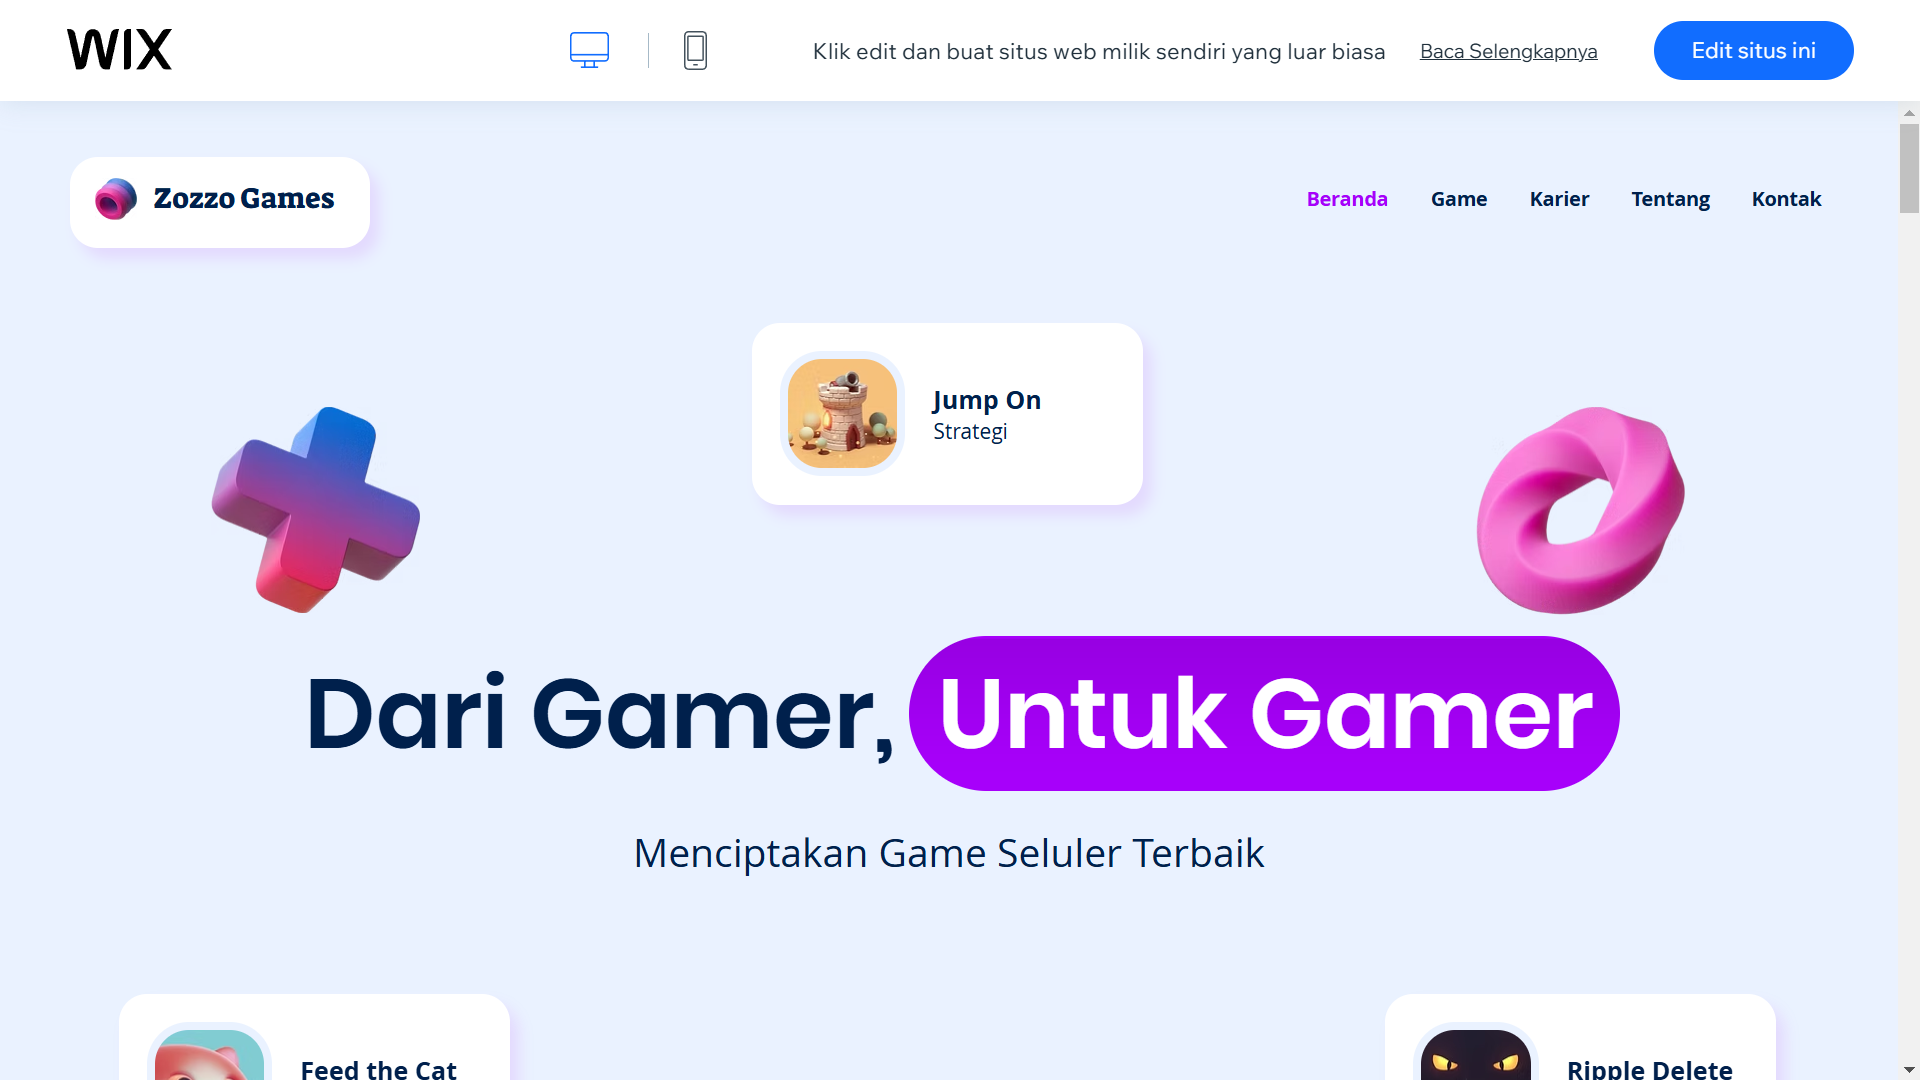 WIX
Klik edit dan buat situs web milik sendiri yang luar biasa
Baca Selengkapnya
Edit situs ini
Zozzo Games
Beranda
Game
Karier
Tentang
Kontak
Jump On
Strategi
Dari Gamer, Untuk Gamer
Menciptakan Game Seluler Terbaik
Feed the Cat
Ripple Delete